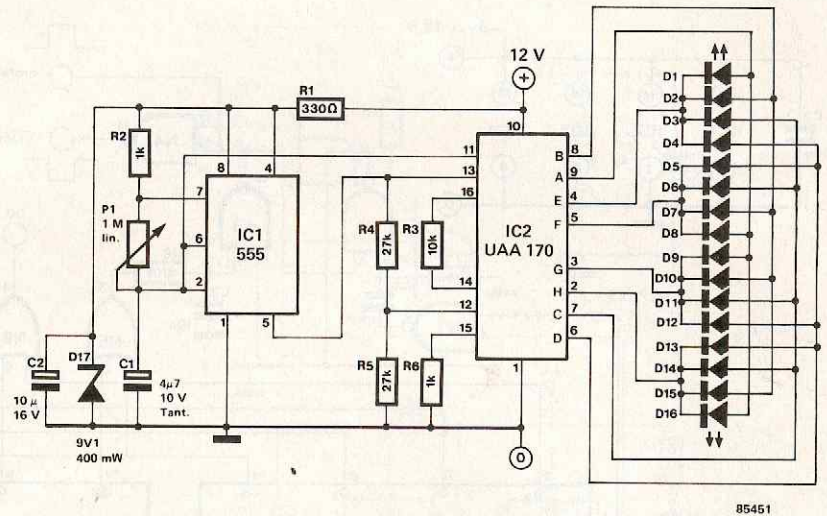 12 V
+
R1
330Ω
R2
1k
P1
1 M
lin.
8
4
7
6
2
1
5
IC1
555
C2
10 µ
16 V
D17
9V1
400 mW
C1
4µ7
10 V
Tant.
R4
27k
R3
10k
R5
27k
R6
1k
10
11
13
16
14
12
15
1
IC2
UAA 170
B
A
E
F
G
H
C
D
8
9
4
5
3
2
7
6
0
D1
D2
D3
D4
D5
D6
D7
D8
D9
D10
D11
D12
D13
D14
D15
D16
85451